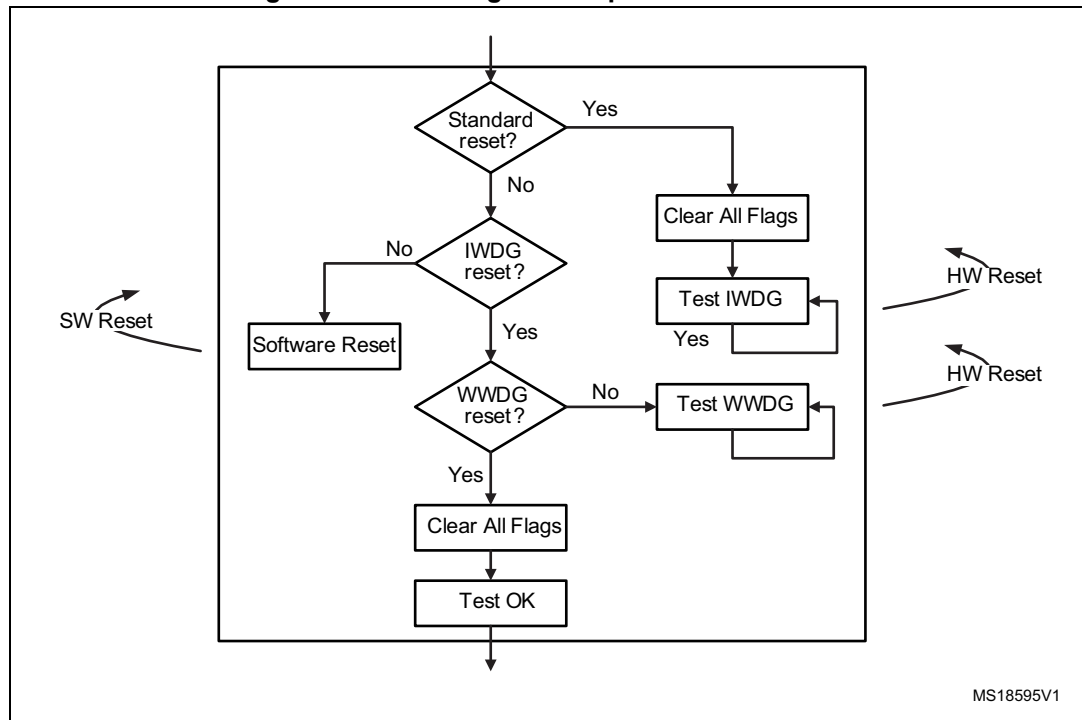 Standard
reset?
Yes
No
Clear All Flags
IWDG
reset?
No
Test IWDG
HW Reset
SW Reset
Yes
Yes
Software Reset
WWDG
reset?
No
Test WWDG
HW Reset
Yes
Clear All Flags
Test OK
MS18595V1